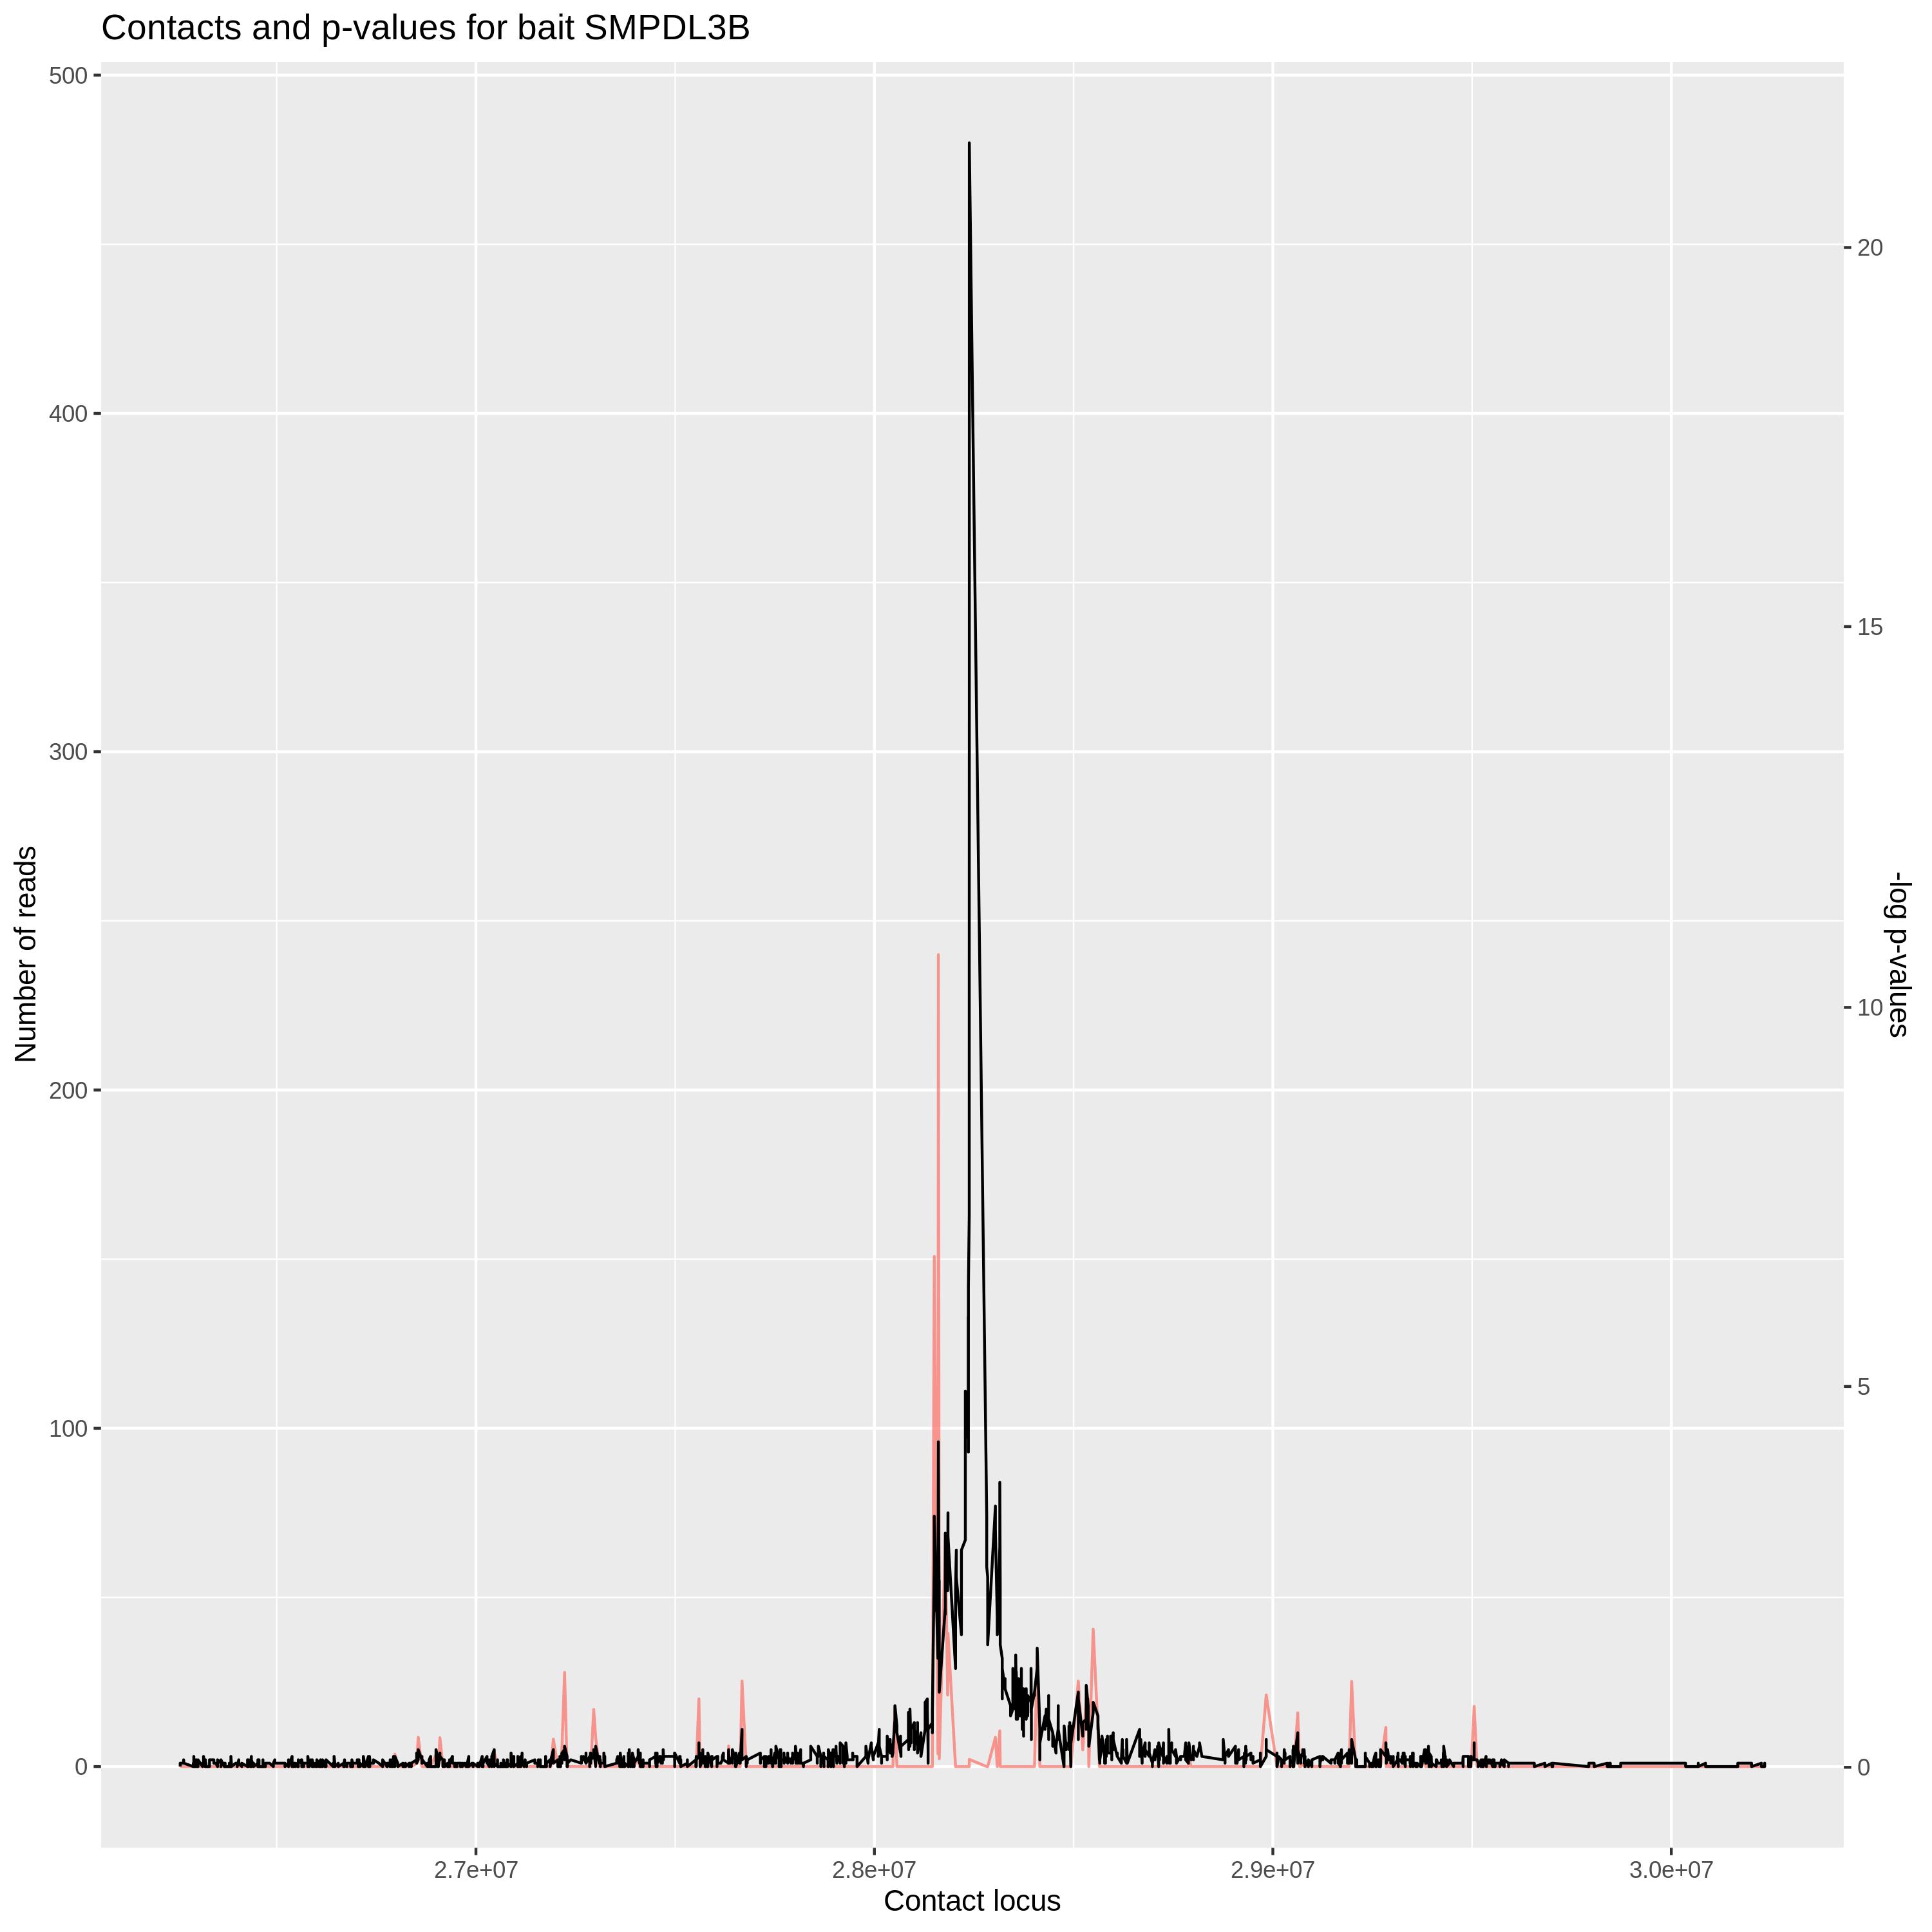 Contacts and p-values for bait SMPDL3B
500
400
300
200
100
0
Number of reads
20
15
10
5
0
-log p-values
2.7e+07
2.8e+07
2.9e+07
3.0e+07
Contact locus